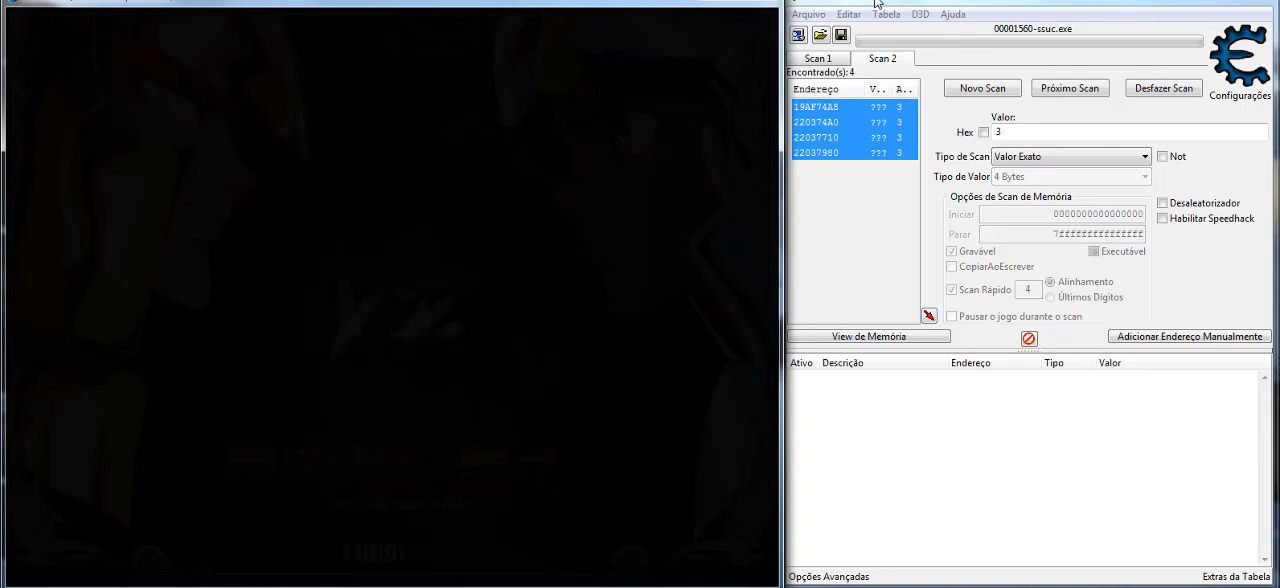 Arquivo Editar Tabela D3D Ajuda
00001560-ssuc.exe
Scan 1 Scan 2
Encontrado(s):4
Configurações
Endereço V.. A..
19AF74A8 ??? 3
220374A0 ??? 3
22037710 ??? 3
22037980 ??? 3
Novo Scan Próximo Scan Desfazer Scan
Valor:
Hex 3
Tipo de Scan Valor Exato Not
Tipo de Valor 4 Bytes
Opções de Scan de Memória
Iniciar 0000000000000000
Parar 7fffffffffffffff
Gravável Executável
CopiarAoEscrever
Scan Rápido 4 Alinhamento
Últimos Dígitos
Pausar o jogo durante o scan
Desaleatorizador
Habilitar Speedhack
View de Memória Adicionar Endereço Manualmente
Ativo Descrição Endereço Tipo Valor
Opções Avançadas Extras da Tabela